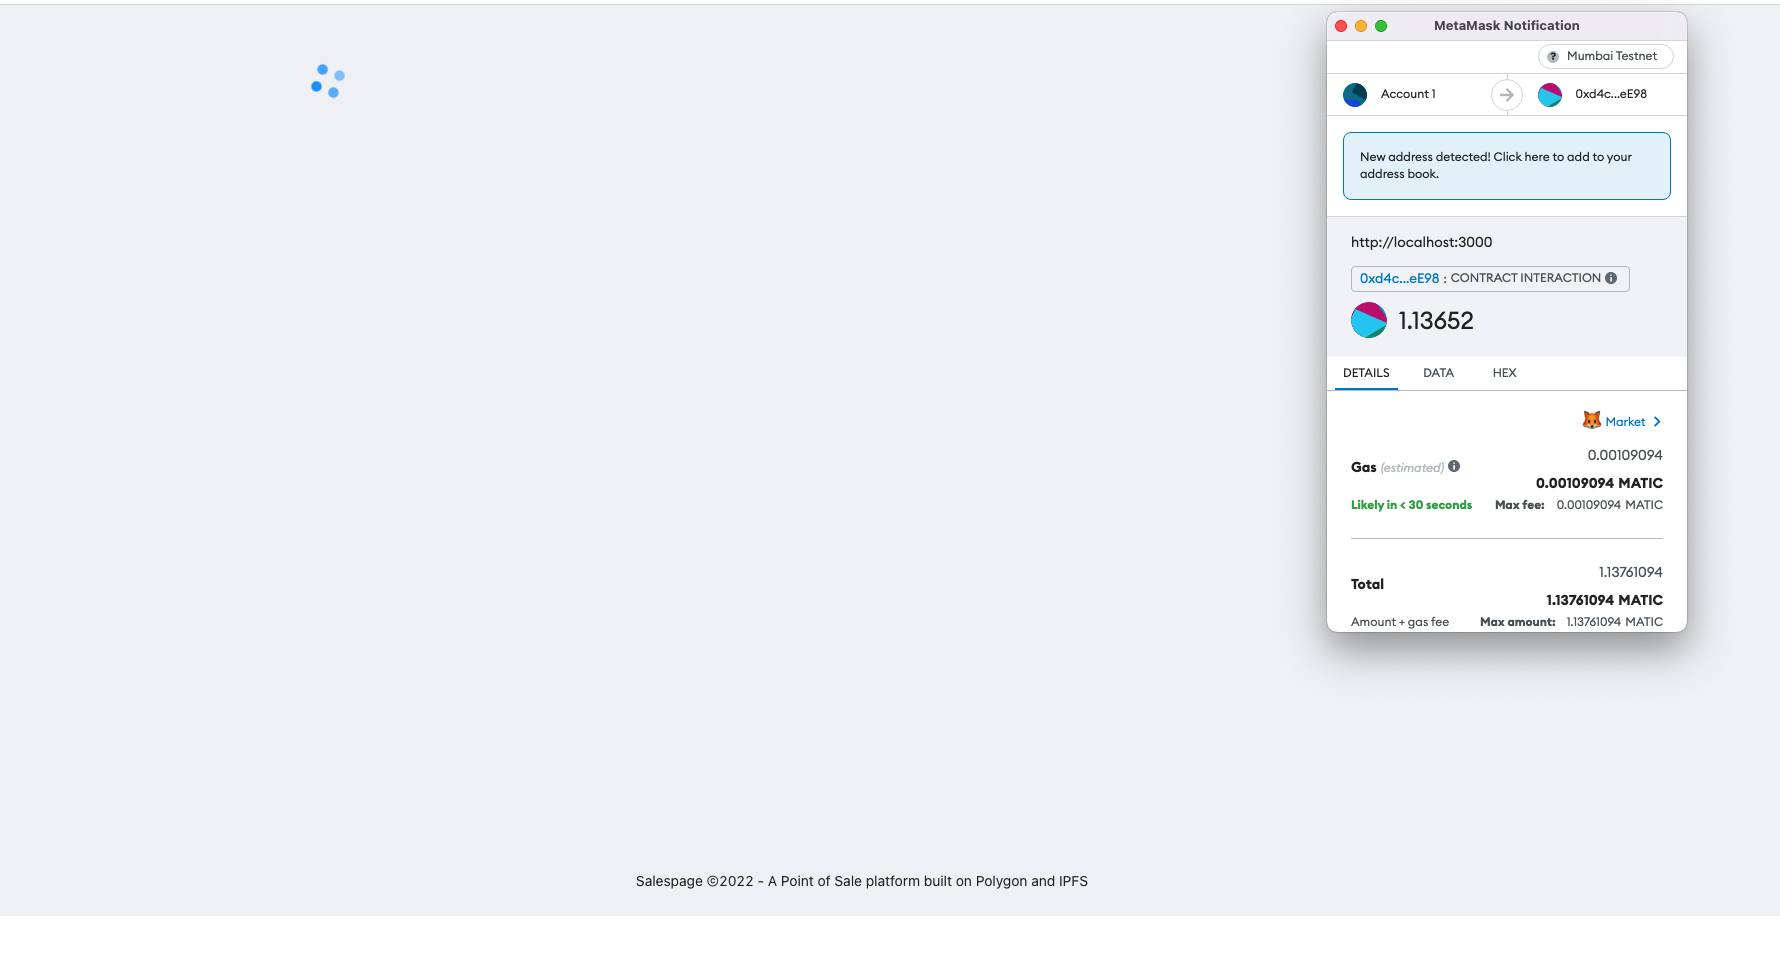 MetaMask Notification
? Mumbai Testnet
Account 1
0xd4c...eE98
New address detected! Click here to add to your
address book.
http://localhost:3000
0xd4c...eE98 : CONTRACT INTERACTION
1.13652
DETAILS DATA HEX
Market
0.00109094
Gas (estimated)
0.00109094 MATIC
Likely in < 30 seconds Max fee: 0.00109094 MATIC
1.13761094
Total
1.13761094 MATIC
Amount + gas fee Max amount: 1.13761094 MATIC
Salespage ©2022 - A Point of Sale platform built on Polygon and IPFS